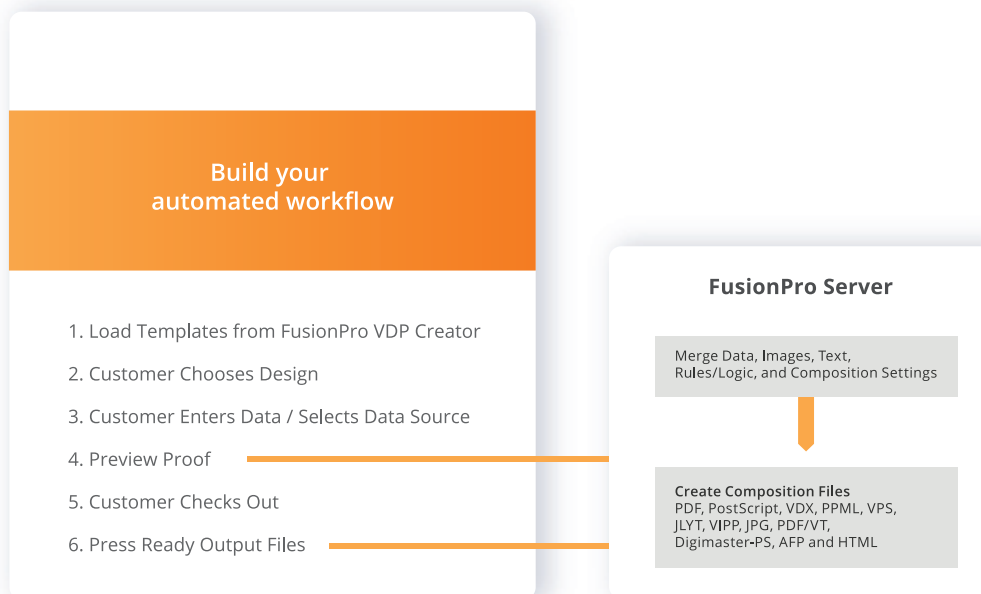 Build your
automated workflow
1. Load Templates from FusionPro VDP Creator
2. Customer Chooses Design
3. Customer Enters Data / Selects Data Source
4. Preview Proof
5. Customer Checks Out
6. Press Ready Output Files
FusionPro Server
Merge Data, Images, Text,
Rules/Logic, and Composition Settings
Create Composition Files
PDF, PostScript, VDX, PPML, VPS,
JLYT, VIPP, JPG, PDF/VT,
Digimaster-PS, AFP and HTML